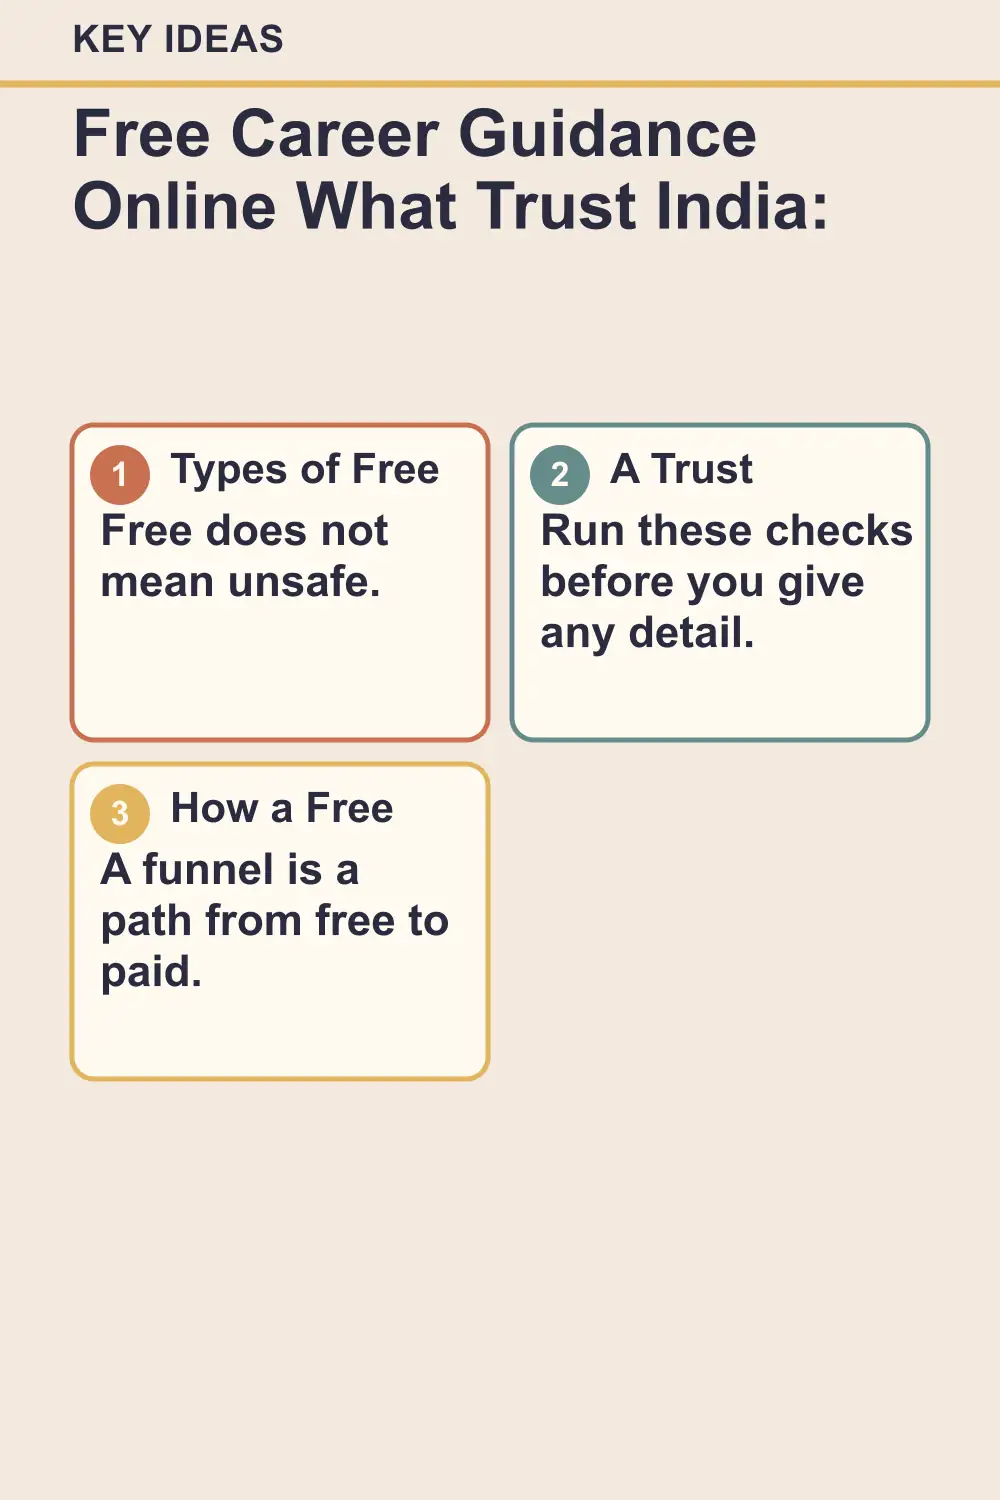 KEY IDEAS
Free Career Guidance
Online What Trust India:
1 Types of Free
Free does not
mean unsafe.
2 A Trust
Run these checks
before you give
any detail.
3 How a Free
A funnel is a
path from free to
paid.